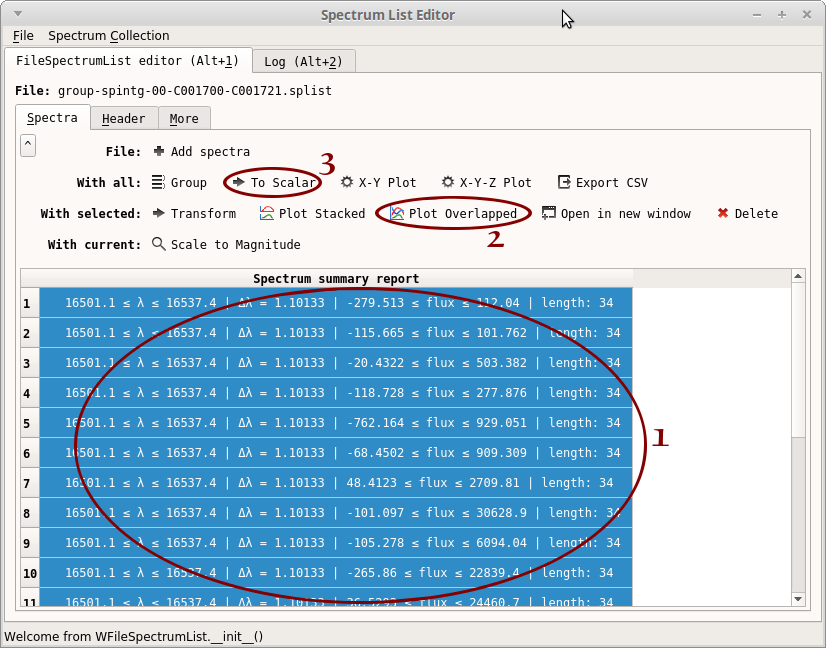 Spectrum List Editor
File Spectrum Collection
FileSpectrumList editor (Alt+1) Log (Alt+2)
File: group-spintg-00-C001700-C001721.splist
Spectra Header More
^ File: Add spectra
3
With all: Group To Scalar X-Y Plot X-Y-Z Plot Export CSV
With selected: Transform Plot Stacked Plot Overlapped Open in new window Delete
2
With current: Scale to Magnitude
Spectrum summary report
1 16501.1 ≤ λ ≤ 16537.4 | Δλ = 1.10133 | -279.513 ≤ flux ≤ 112.04 | length: 34
2 16501.1 ≤ λ ≤ 16537.4 | Δλ = 1.10133 | -115.665 ≤ flux ≤ 101.762 | length: 34
3 16501.1 ≤ λ ≤ 16537.4 | Δλ = 1.10133 | -20.4322 ≤ flux ≤ 503.382 | length: 34
4 16501.1 ≤ λ ≤ 16537.4 | Δλ = 1.10133 | -118.728 ≤ flux ≤ 277.876 | length: 34
5 16501.1 ≤ λ ≤ 16537.4 | Δλ = 1.10133 | -762.164 ≤ flux ≤ 929.051 | length: 34
1
6 16501.1 ≤ λ ≤ 16537.4 | Δλ = 1.10133 | -68.4502 ≤ flux ≤ 909.309 | length: 34
7 16501.1 ≤ λ ≤ 16537.4 | Δλ = 1.10133 | 48.4123 ≤ flux ≤ 2709.81 | length: 34
8 16501.1 ≤ λ ≤ 16537.4 | Δλ = 1.10133 | -101.097 ≤ flux ≤ 30628.9 | length: 34
9 16501.1 ≤ λ ≤ 16537.4 | Δλ = 1.10133 | -105.278 ≤ flux ≤ 6094.04 | length: 34
10 16501.1 ≤ λ ≤ 16537.4 | Δλ = 1.10133 | -265.86 ≤ flux ≤ 22839.4 | length: 34
11 16501.1 ≤ λ ≤ 16537.4 | Δλ = 1.10133 | ≤ flux ≤ 24460.7 | length: 34
Welcome from WFileSpectrumList.__init__()